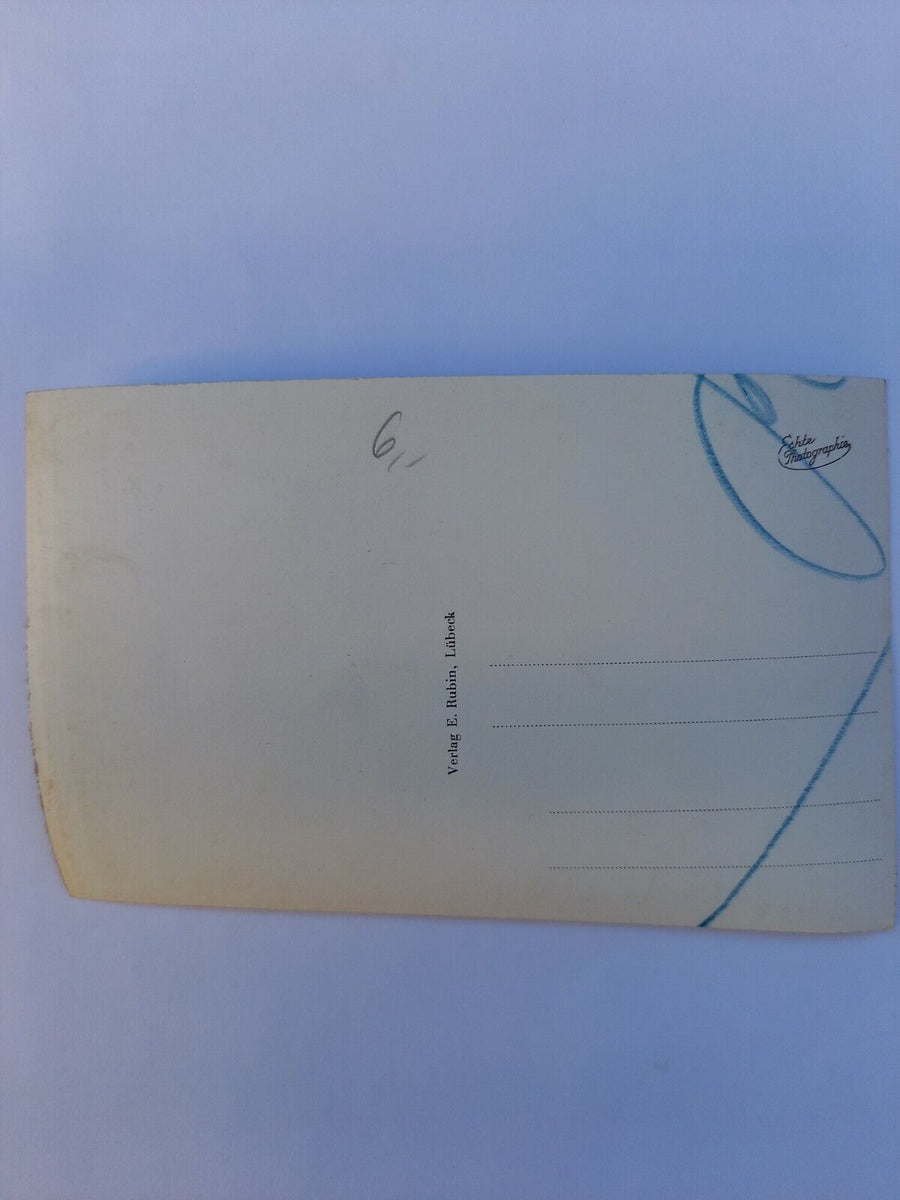 6,--
Echte
Photographie
Verlag E. Rubin, Lübeck